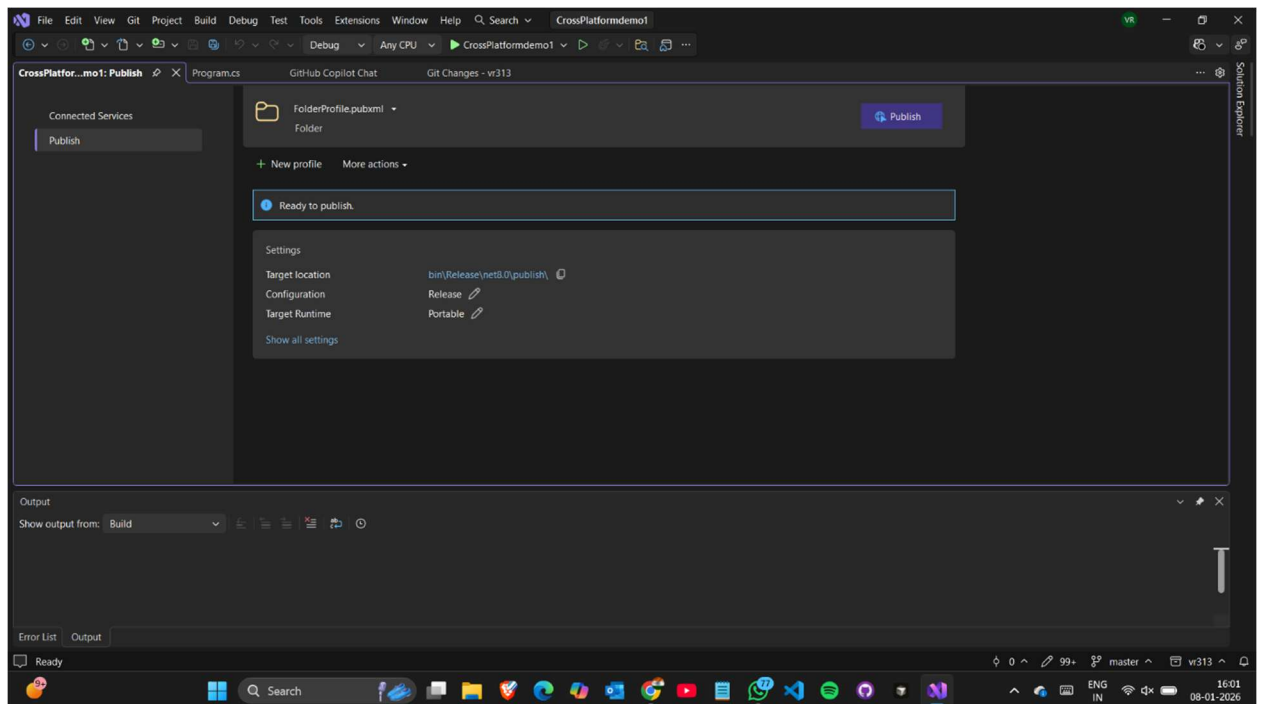 File Edit View Git Project Build Debug Test Tools Extensions Window Help Search CrossPlatformdemo1 VR
Debug Any CPU CrossPlatformdemo1
CrossPlatfor...mo1: Publish Program.cs GitHub Copilot Chat Git Changes - vr313
Solution Explorer
Connected Services
Publish
FolderProfile.pubxml
Folder
Publish
New profile More actions
Ready to publish.
Settings
Target location bin\Release\net8.0\publish\
Configuration Release
Target Runtime Portable
Show all settings
Output
Show output from: Build
Error List Output
Ready 0 99+ master vr313
9+ Search 77 ENG 16:01
IN 08-01-2026